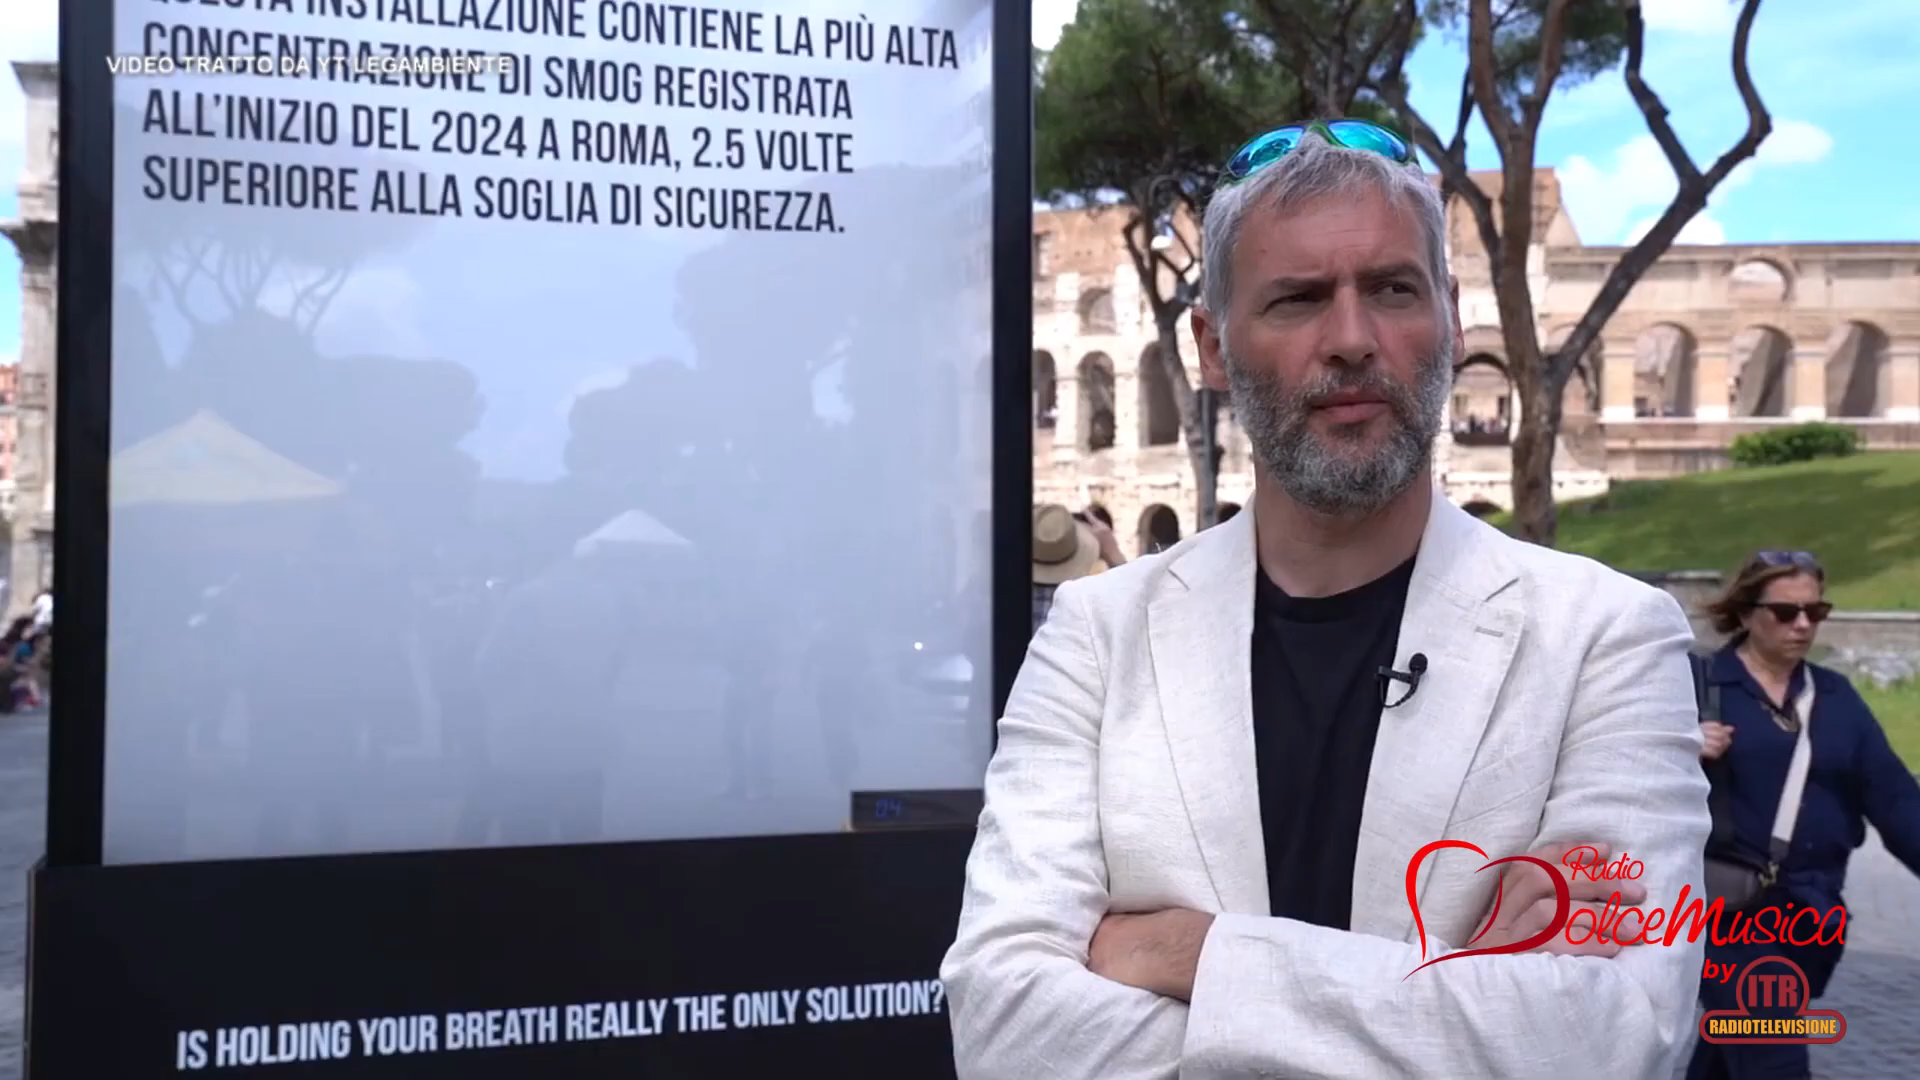 QUESTA INSTALLAZIONE CONTIENE LA PIÙ ALTA
CONCENTRAZIONE DI SMOG REGISTRATA
ALL'INIZIO DEL 2024 A ROMA, 2.5 VOLTE
SUPERIORE ALLA SOGLIA DI SICUREZZA.
VIDEO TRATTO DA YT LEGAMBIENTE
04
IS HOLDING YOUR BREATH REALLY THE ONLY SOLUTION?
Radio
DolceMusica
by
ITR
RADIOTELEVISIONE